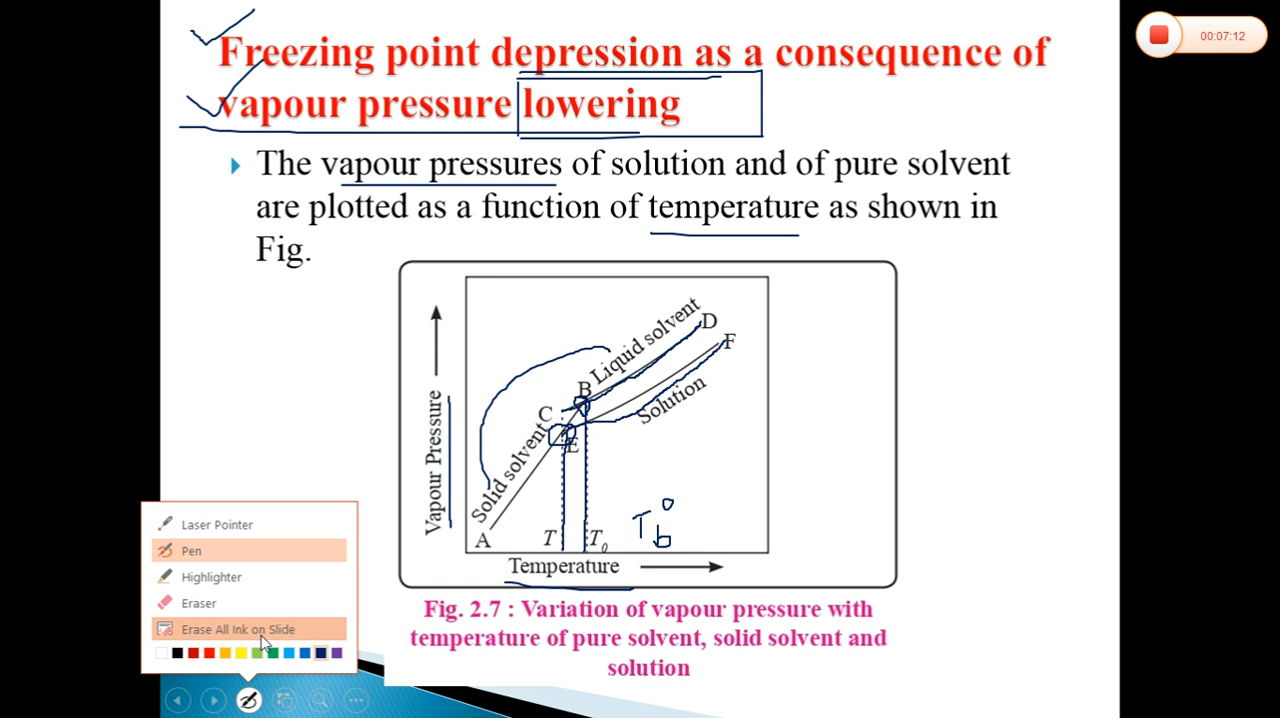 00:07:12
Freezing point depression as a consequence of
vapour pressure lowering
The vapour pressures of solution and of pure solvent
are plotted as a function of temperature as shown in
Fig.
Vapour Pressure
Liquid solvent
D
F
B
C
Solution
E
Solid solvent
A
T
T₀
T b o
Temperature
Laser Pointer
Pen
Highlighter
Eraser
Erase All Ink on Slide
Fig. 2.7 : Variation of vapour pressure with
temperature of pure solvent, solid solvent and
solution